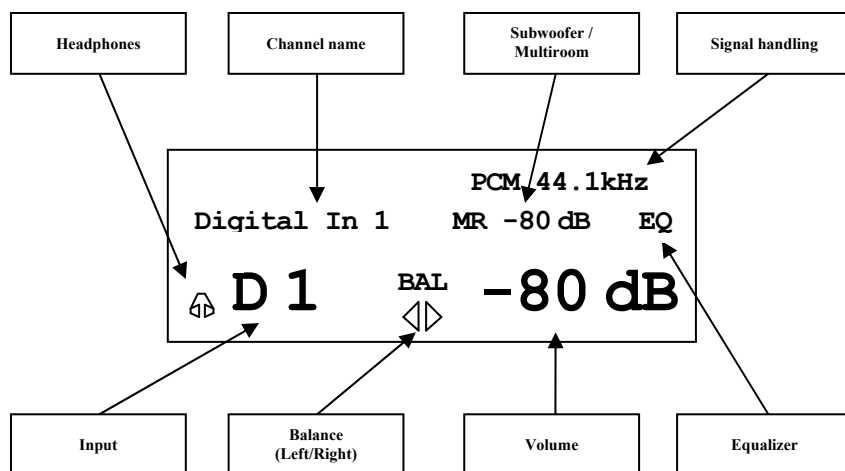 Headphones
Channel name
Subwoofer /
Multiroom
Signal handling
PCM 44.1kHz
Digital In 1 MR -80 dB EQ
D 1 BAL -80 dB
Input
Balance
(Left/Right)
Volume
Equalizer